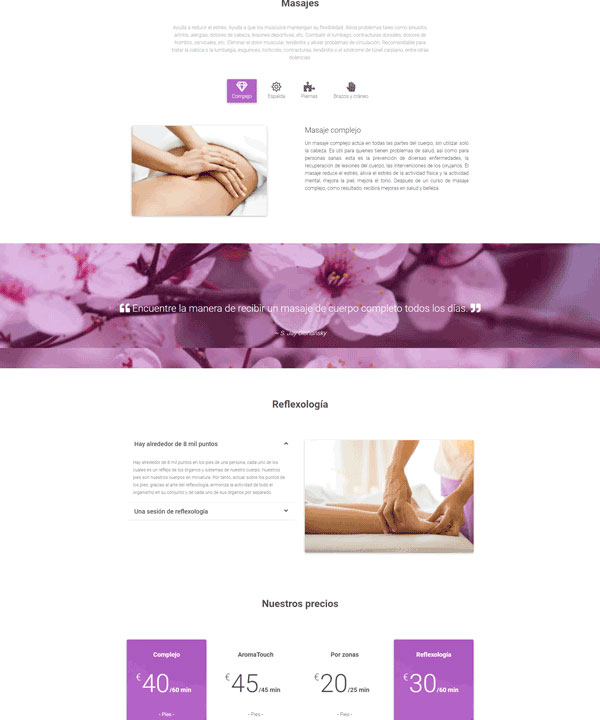 Masajes
Ayuda a reducir el estrés. Ayuda a que los músculos mantengan su flexibilidad. Alivia problemas tales como sinusitis,
artritis, alergias, dolores de cabeza, lesiones deportivas, etc. Combate el lumbago, contracturas dorsales, dolores de
hombro, cervicales, etc. Eliminar el dolor muscular, tendinitis y aliviar problemas de circulación. Recomendable para
tratar la ciática o la lumbalgia, esguinces, torticolis, contracturas, tendinitis o el síndrome de túnel carpiano, entre otras
dolencias.
Complejo Espalda Piernas Brazos y cráneo
Masaje complejo
Un masaje complejo actúa en todas las partes del cuerpo, sin utilizar solo
la cabeza. Es útil para quienes tienen problemas de salud, así como para
personas sanas: esta es la prevención de diversas enfermedades, la
recuperación de lesiones del cuerpo, las intervenciones de los cirujanos. El
masaje reduce el estrés, alivia el estrés de la actividad física y la actividad
mental, mejora la piel, mejora el tono. Después de un curso de masaje
complejo, como resultado, recibirá mejoras en salud y belleza.
Encuentre la manera de recibir un masaje de cuerpo completo todos los días.
– S. Jay Olshansky
Reflexología
Hay alrededor de 8 mil puntos
Hay alrededor de 8 mil puntos en los pies de una persona, cada uno de los
cuales es un reflejo de los órganos y sistemas de nuestro cuerpo. Nuestros
pies son nuestros cuerpos en miniatura. Por tanto, actuar sobre los puntos de
los pies, gracias al arte del reflexología, armoniza la actividad de todo el
organismo en su conjunto y de cada uno de sus órganos por separado.
Una sesión de reflexología
Nuestros precios
Complejo AromaTouch Por zonas Reflexología
€40/60 min €45/45 min €20/25 min €30/60 min
- Pies - - Pies - Pies - Pies -